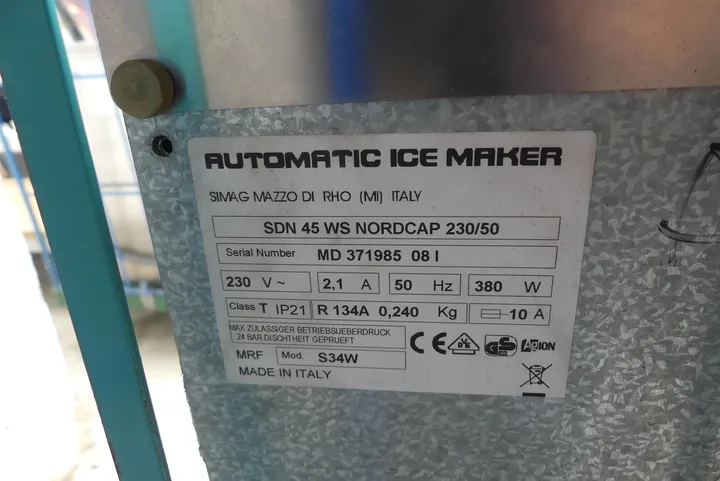 AUTOMATIC ICE MAKER
SIMAG MAZZO DI RHO (MI) ITALY
SDN 45 WS NORDCAP 230/50
Serial Number MD 371985 08 I
230 V~ 2,1 A 50 Hz 380 W
Class T IP21 R 134A 0,240 Kg 10 A
MAX. ZULASSIGER BETRIEBSUEBERDRUCK
24 BAR DISCHTHEIT GEPRUEFT
CE GS AgION
MRF Mod. S34W
MADE IN ITALY